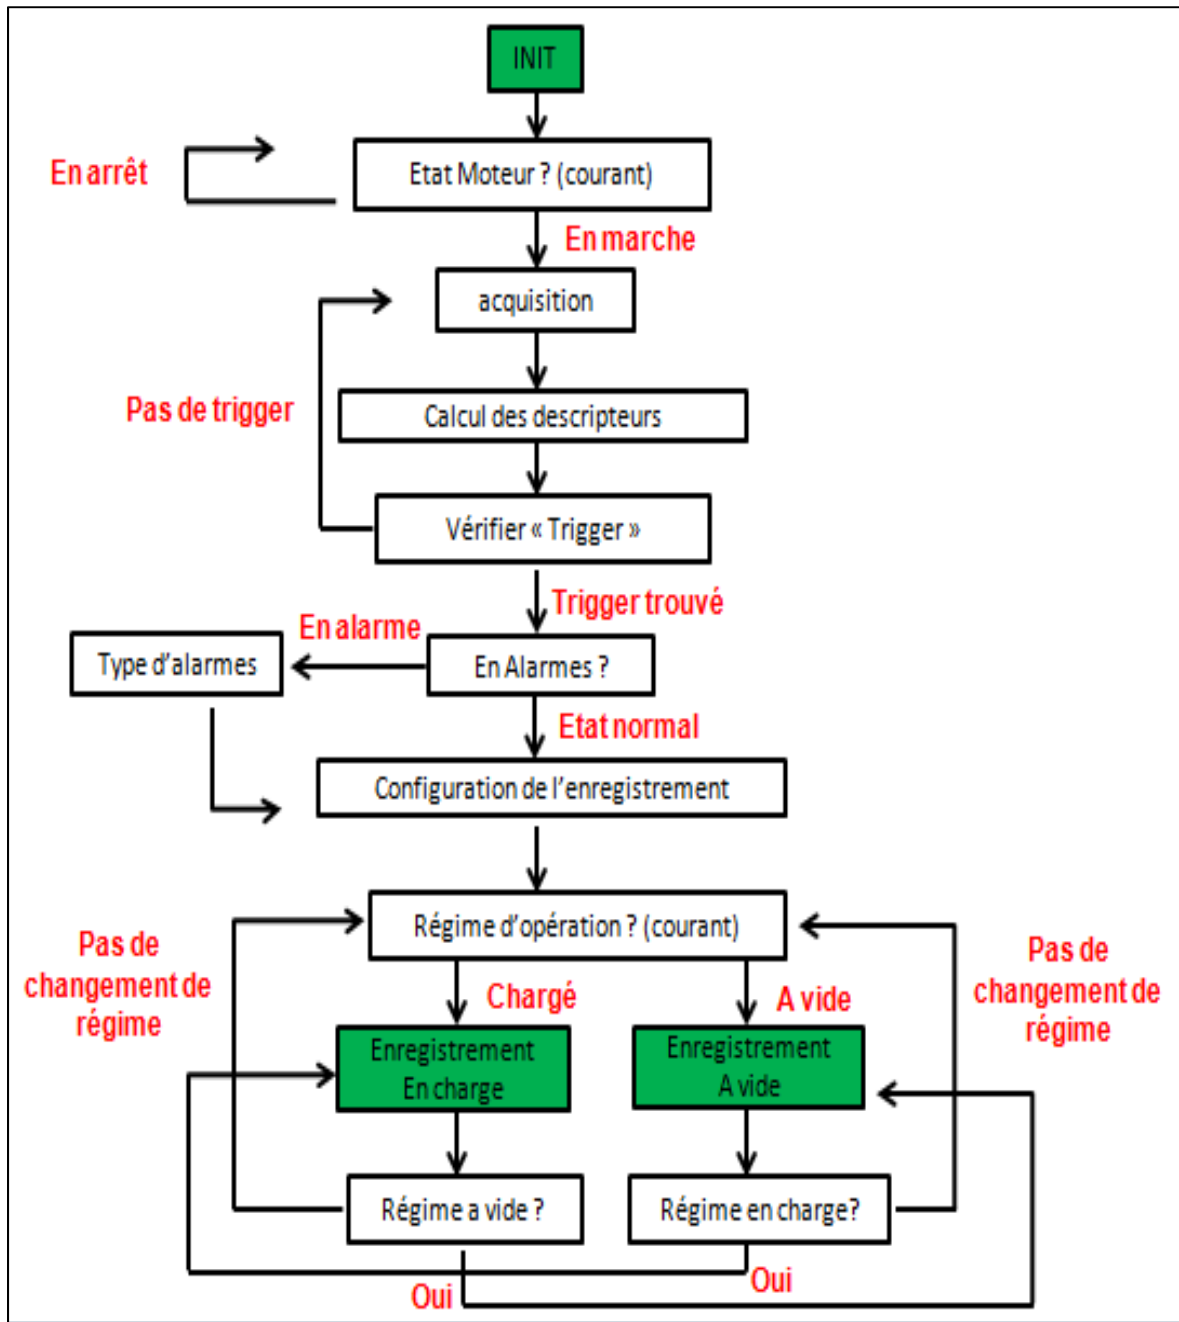 INIT
Etat Moteur ? (courant)
En arrêt
En marche
acquisition
Pas de trigger
Calcul des descripteurs
Vérifier « Trigger »
Trigger trouvé
En alarme
Type d'alarmes
En Alarmes ?
Etat normal
Configuration de l'enregistrement
Régime d'opération ? (courant)
Pas de
changement de
régime
Chargé
A vide
Pas de
changement de
régime
Enregistrement
En charge
Enregistrement
A vide
Régime a vide ?
Régime en charge?
Oui
Oui